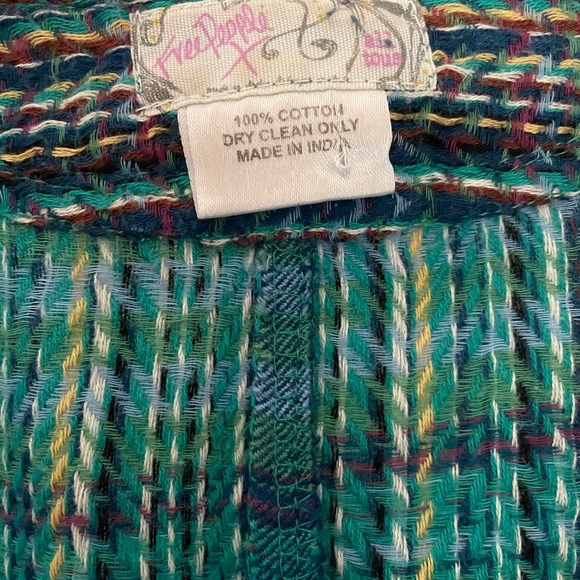 Free People
100% COTTON
DRY CLEAN ONLY
MADE IN INDIA